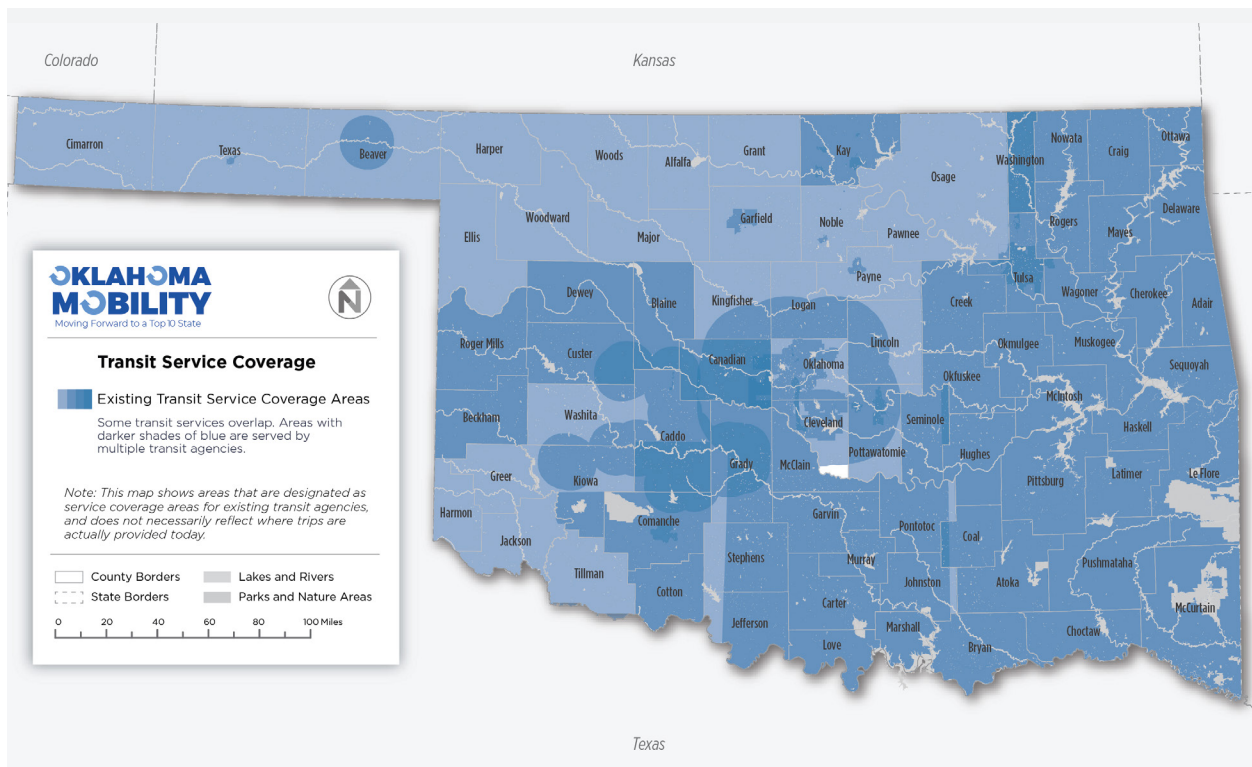 Colorado
Kansas
Cimarron
Texas
Beaver
Harper
Woods
Alfalfa
Grant
Kay
Osage
Washington
Nowata
Craig
Ottawa
Ellis
Woodward
Major
Garfield
Noble
Pawnee
Rogers
Mayes
Delaware
Dewey
Blaine
Kingfisher
Logan
Payne
Creek
Tulsa
Wagoner
Cherokee
Adair
Roger Mills
Custer
Canadian
Oklahoma
Lincoln
Okmulgee
Muskogee
Sequoyah
Okfuskee
McIntosh
Beckham
Washita
Caddo
Cleveland
Seminole
Haskell
Greer
Kiowa
Grady
McClain
Pottawatomie
Hughes
Pittsburg
Latimer
Le Flore
Harmon
Jackson
Comanche
Garvin
Pontotoc
Coal
Tillman
Stephens
Murray
Johnston
Atoka
Pushmataha
Cotton
Carter
McCurtain
Jefferson
Love
Marshall
Bryan
Choctaw
Texas
OKLAHOMA
MOBILITY
Moving Forward to a Top 10 State
N
Transit Service Coverage
Existing Transit Service Coverage Areas
Some transit services overlap. Areas with
darker shades of blue are served by
multiple transit agencies.
Note: This map shows areas that are designated as
service coverage areas for existing transit agencies,
and does not necessarily reflect where trips are
actually provided today.
County Borders
Lakes and Rivers
State Borders
Parks and Nature Areas
0 20 40 60 80 100 Miles